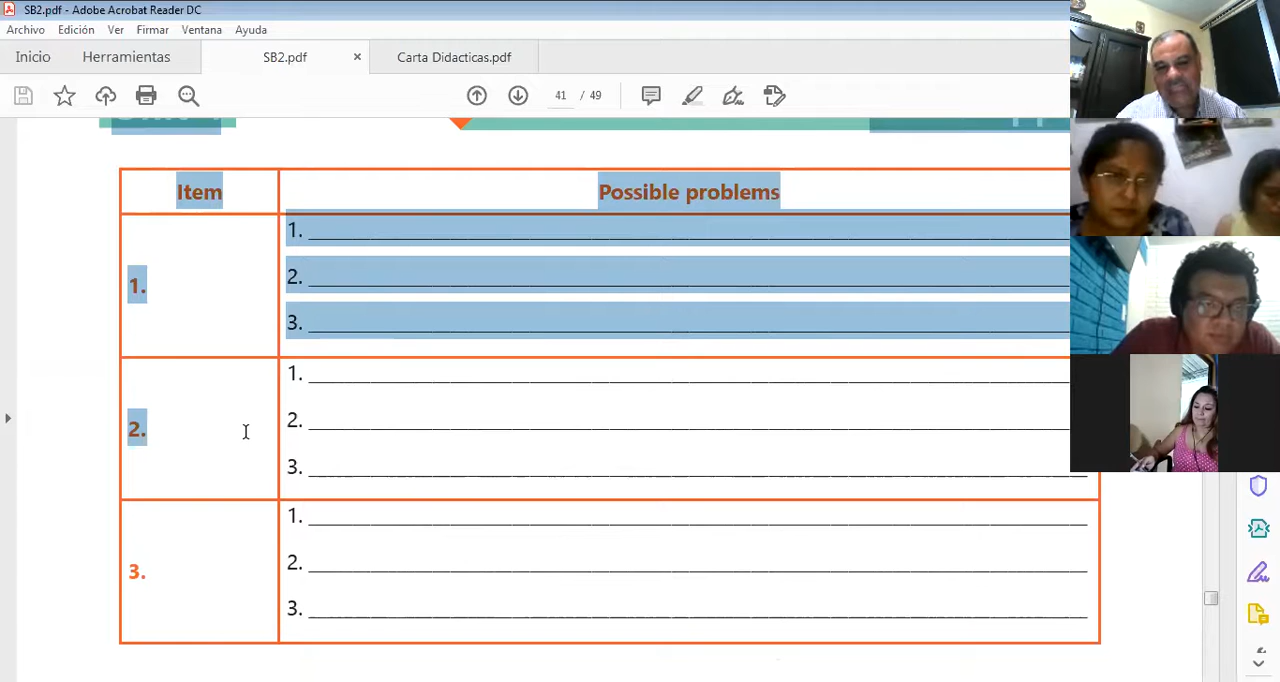 SB2.pdf - Adobe Acrobat Reader DC
Archivo Edición Ver Firmar Ventana Ayuda
Inicio Herramientas SB2.pdf × Carta Didacticas.pdf
41 / 49
Item Possible problems
1.
1.
2.
3.
2.
1.
2.
3.
3.
1.
2.
3.